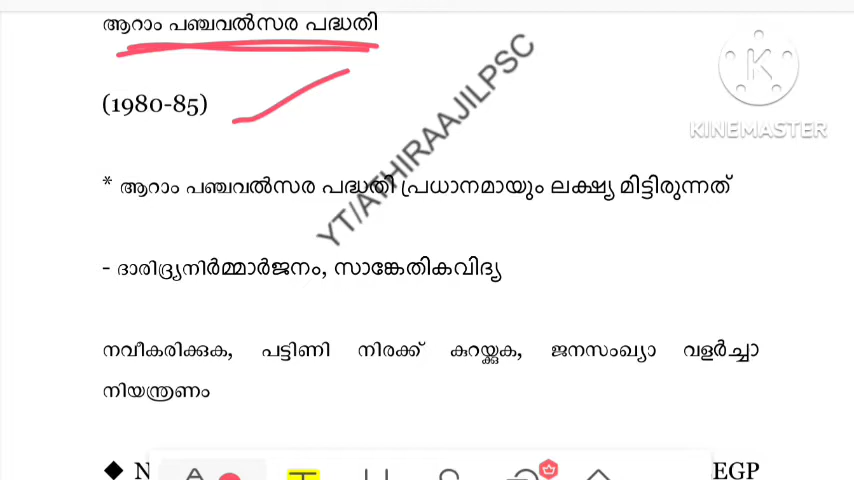 ആറാം പഞ്ചവൽസര പദ്ധതി
KINEMASTER
(1980-85)
YT/ATHIRAAJILPSC
* ആറാം പഞ്ചവൽസര പദ്ധതി പ്രധാനമായും ലക്ഷ്യ മിട്ടിരുന്നത്
- ദാരിദ്ര്യനിർമ്മാർജനം, സാങ്കേതികവിദ്യ
നവീകരിക്കുക, പട്ടിണി നിരക്ക് കുറയ്ക്കുക, ജനസംഖ്യാ വളർച്ചാ
നിയന്ത്രണം